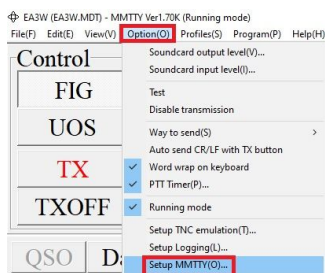 EA3W (EA3W.MDT) - MMTTY Ver1.70K (Running mode)
File(F) Edit(E) View(V) Option(O) Profiles(S) Program(P) Help(H)
Control
FIG
UOS
TX
TXOFF
QSO
Soundcard output level(V)...
Soundcard input level(I)...
Test
Disable transmission
Way to send(S)
Auto send CR/LF with TX button
Word wrap on keyboard
PTT Timer(P)...
Running mode
Setup TNC emulation(T)...
Setup Logging(L)...
Setup MMTTY(O)...